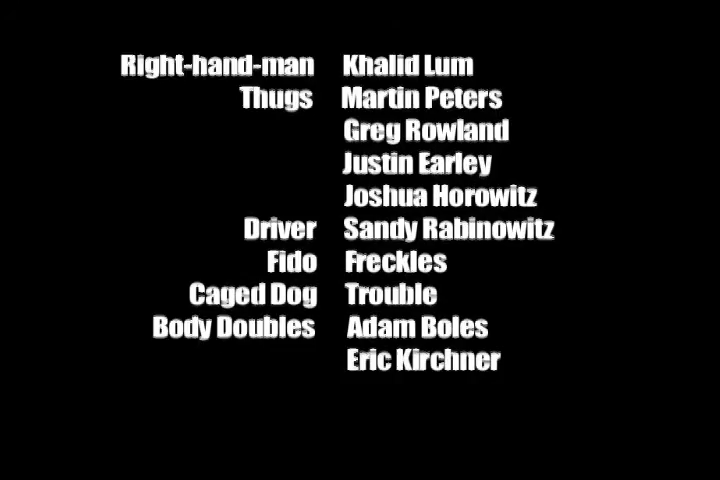 Right-hand-man Khalid Lum
Thugs Martin Peters
Greg Rowland
Justin Earley
Joshua Horowitz
Driver Sandy Rabinowitz
Fido Freckles
Caged Dog Trouble
Body Doubles Adam Boles
Eric Kirchner